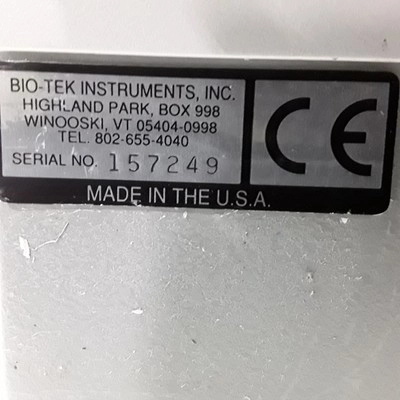 BIO-TEK INSTRUMENTS, INC.
HIGHLAND PARK, BOX 998
WINOOSKI, VT 05404-0998
TEL. 802-655-4040
SERIAL NO. 157249
CE
MADE IN THE U.S.A.